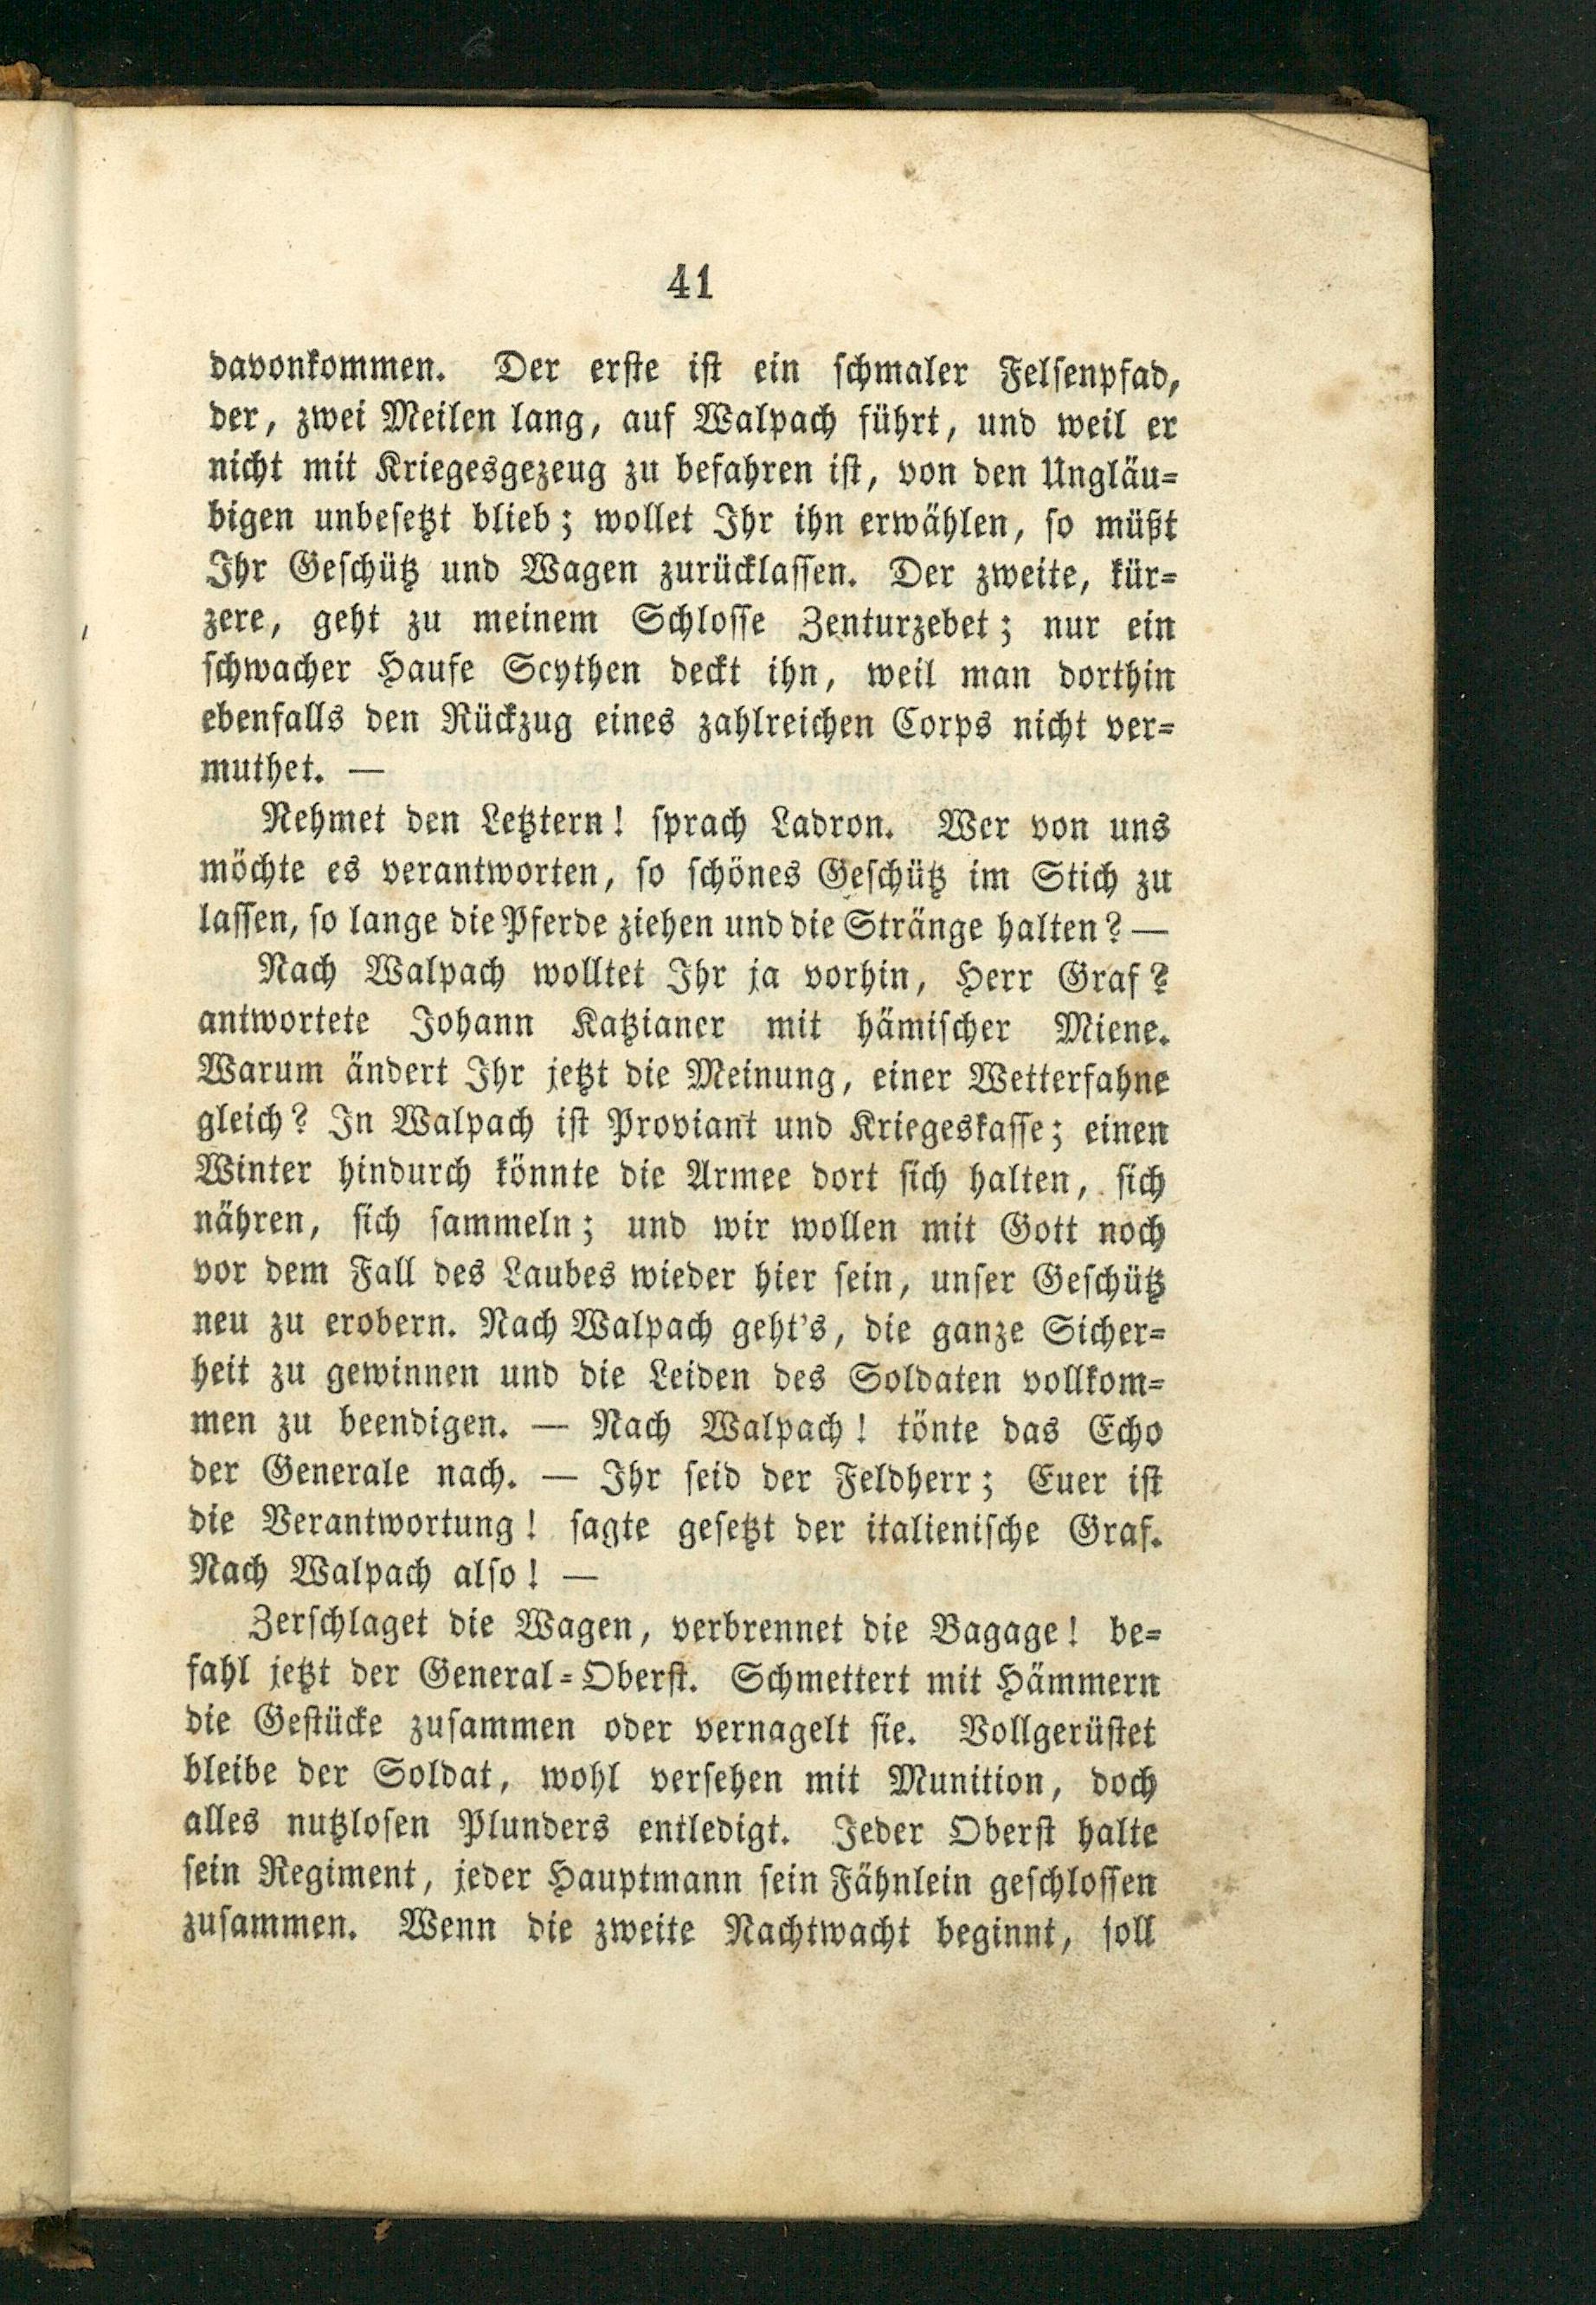 41
davonkommen. Der erste ist ein schmaler Felsenpfad,
der, zwei Meilen lang, auf Walpach führt, und weil er
nicht mit Kriegesgezeug zu befahren ist, von den Ungläu=
bigen unbesetzt blieb; wollet Ihr ihn erwählen, so müßt
Ihr Geschütz und Wagen zurücklassen. Der zweite, kür=
zere, geht zu meinem Schlosse Zenturzebet; nur ein
schwacher Haufe Scythen deckt ihn, weil man dorthin
ebenfalls den Rückzug eines zahlreichen Corps nicht ver=
muthet. —
Nehmet den Letztern! sprach Ladron. Wer von uns
möchte es verantworten, so schönes Geschütz im Stich zu
lassen, so lange die Pferde ziehen und die Stränge halten? —
Nach Walpach wolltet Ihr ja vorhin, Herr Graf?
antwortete Johann Katzianer mit hämischer Miene.
Warum ändert Ihr jetzt die Meinung, einer Wetterfahne
gleich? In Walpach ist Proviant und Kriegeskasse; einen
Winter hindurch könnte die Armee dort sich halten, sich
nähren, sich sammeln; und wir wollen mit Gott noch
vor dem Fall des Laubes wieder hier sein, unser Geschütz
neu zu erobern. Nach Walpach geht's, die ganze Sicher=
heit zu gewinnen und die Leiden des Soldaten vollkom=
men zu beendigen. — Nach Walpach! tönte das Echo
der Generale nach. — Ihr seid der Feldherr; Euer ist
die Verantwortung! sagte gesetzt der italienische Graf.
Nach Walpach also! —
Zerschlaget die Wagen, verbrennet die Bagage! be=
fahl jetzt der General=Oberst. Schmettert mit Hämmern
die Gestücke zusammen oder vernagelt sie. Vollgerüstet
bleibe der Soldat, wohl versehen mit Munition, doch
alles nutzlosen Plunders entledigt. Jeder Oberst halte
sein Regiment, jeder Hauptmann sein Fähnlein geschlossen
zusammen. Wenn die zweite Nachtwacht beginnt, soll